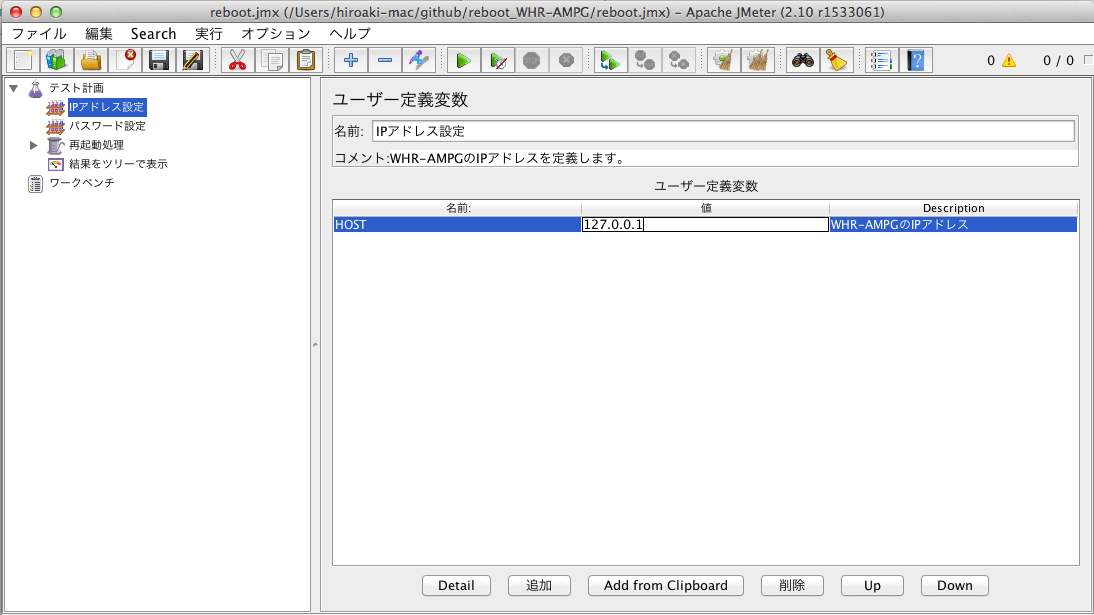 reboot.jmx (/Users/hiroaki-mac/github/reboot_WHR-AMPG/reboot.jmx) – Apache JMeter (2.10 r1533061)
ファイル 編集 Search 実行 オプション ヘルプ
0 0 / 0
テスト計画
IPアドレス設定
パスワード設定
再起動処理
結果をツリーで表示
ワークベンチ
ユーザー定義変数
名前: IPアドレス設定
コメント:WHR-AMPGのIPアドレスを定義します。
ユーザー定義変数
名前: 値 Description
HOST 127.0.0.1 WHR-AMPGのIPアドレス
Detail 追加 Add from Clipboard 削除 Up Down